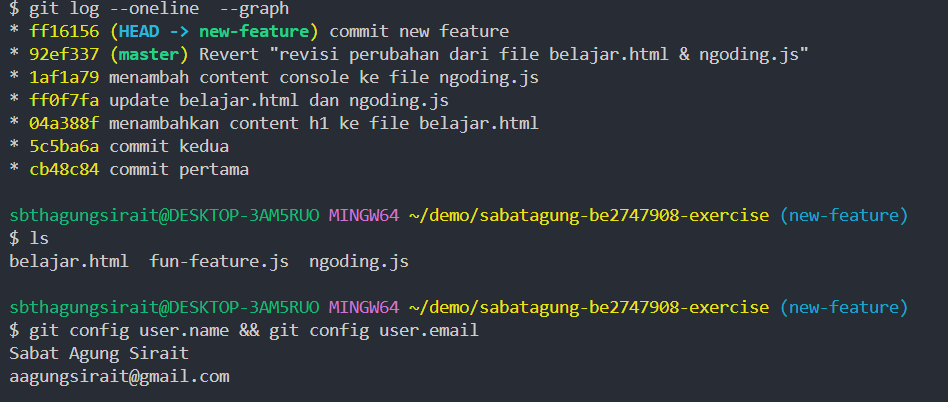 $ git log --oneline  --graph
* ff16156 (HEAD -> new-feature) commit new feature
* 92ef337 (master) Revert "revisi perubahan dari file belajar.html & ngoding.js"
* 1af1a79 menambah content console ke file ngoding.js
* ff0f7fa update belajar.html dan ngoding.js
* 04a388f menambahkan content h1 ke file belajar.html
* 5c5ba6a commit kedua
* cb48c84 commit pertama
sbthagungsirait@DESKTOP-3AM5RUO MINGW64 ~/demo/sabatagung-be2747908-exercise (new-feature)
$ ls
belajar.html  fun-feature.js  ngoding.js
sbthagungsirait@DESKTOP-3AM5RUO MINGW64 ~/demo/sabatagung-be2747908-exercise (new-feature)
$ git config user.name && git config user.email
Sabat Agung Sirait
aagungsirait@gmail.com